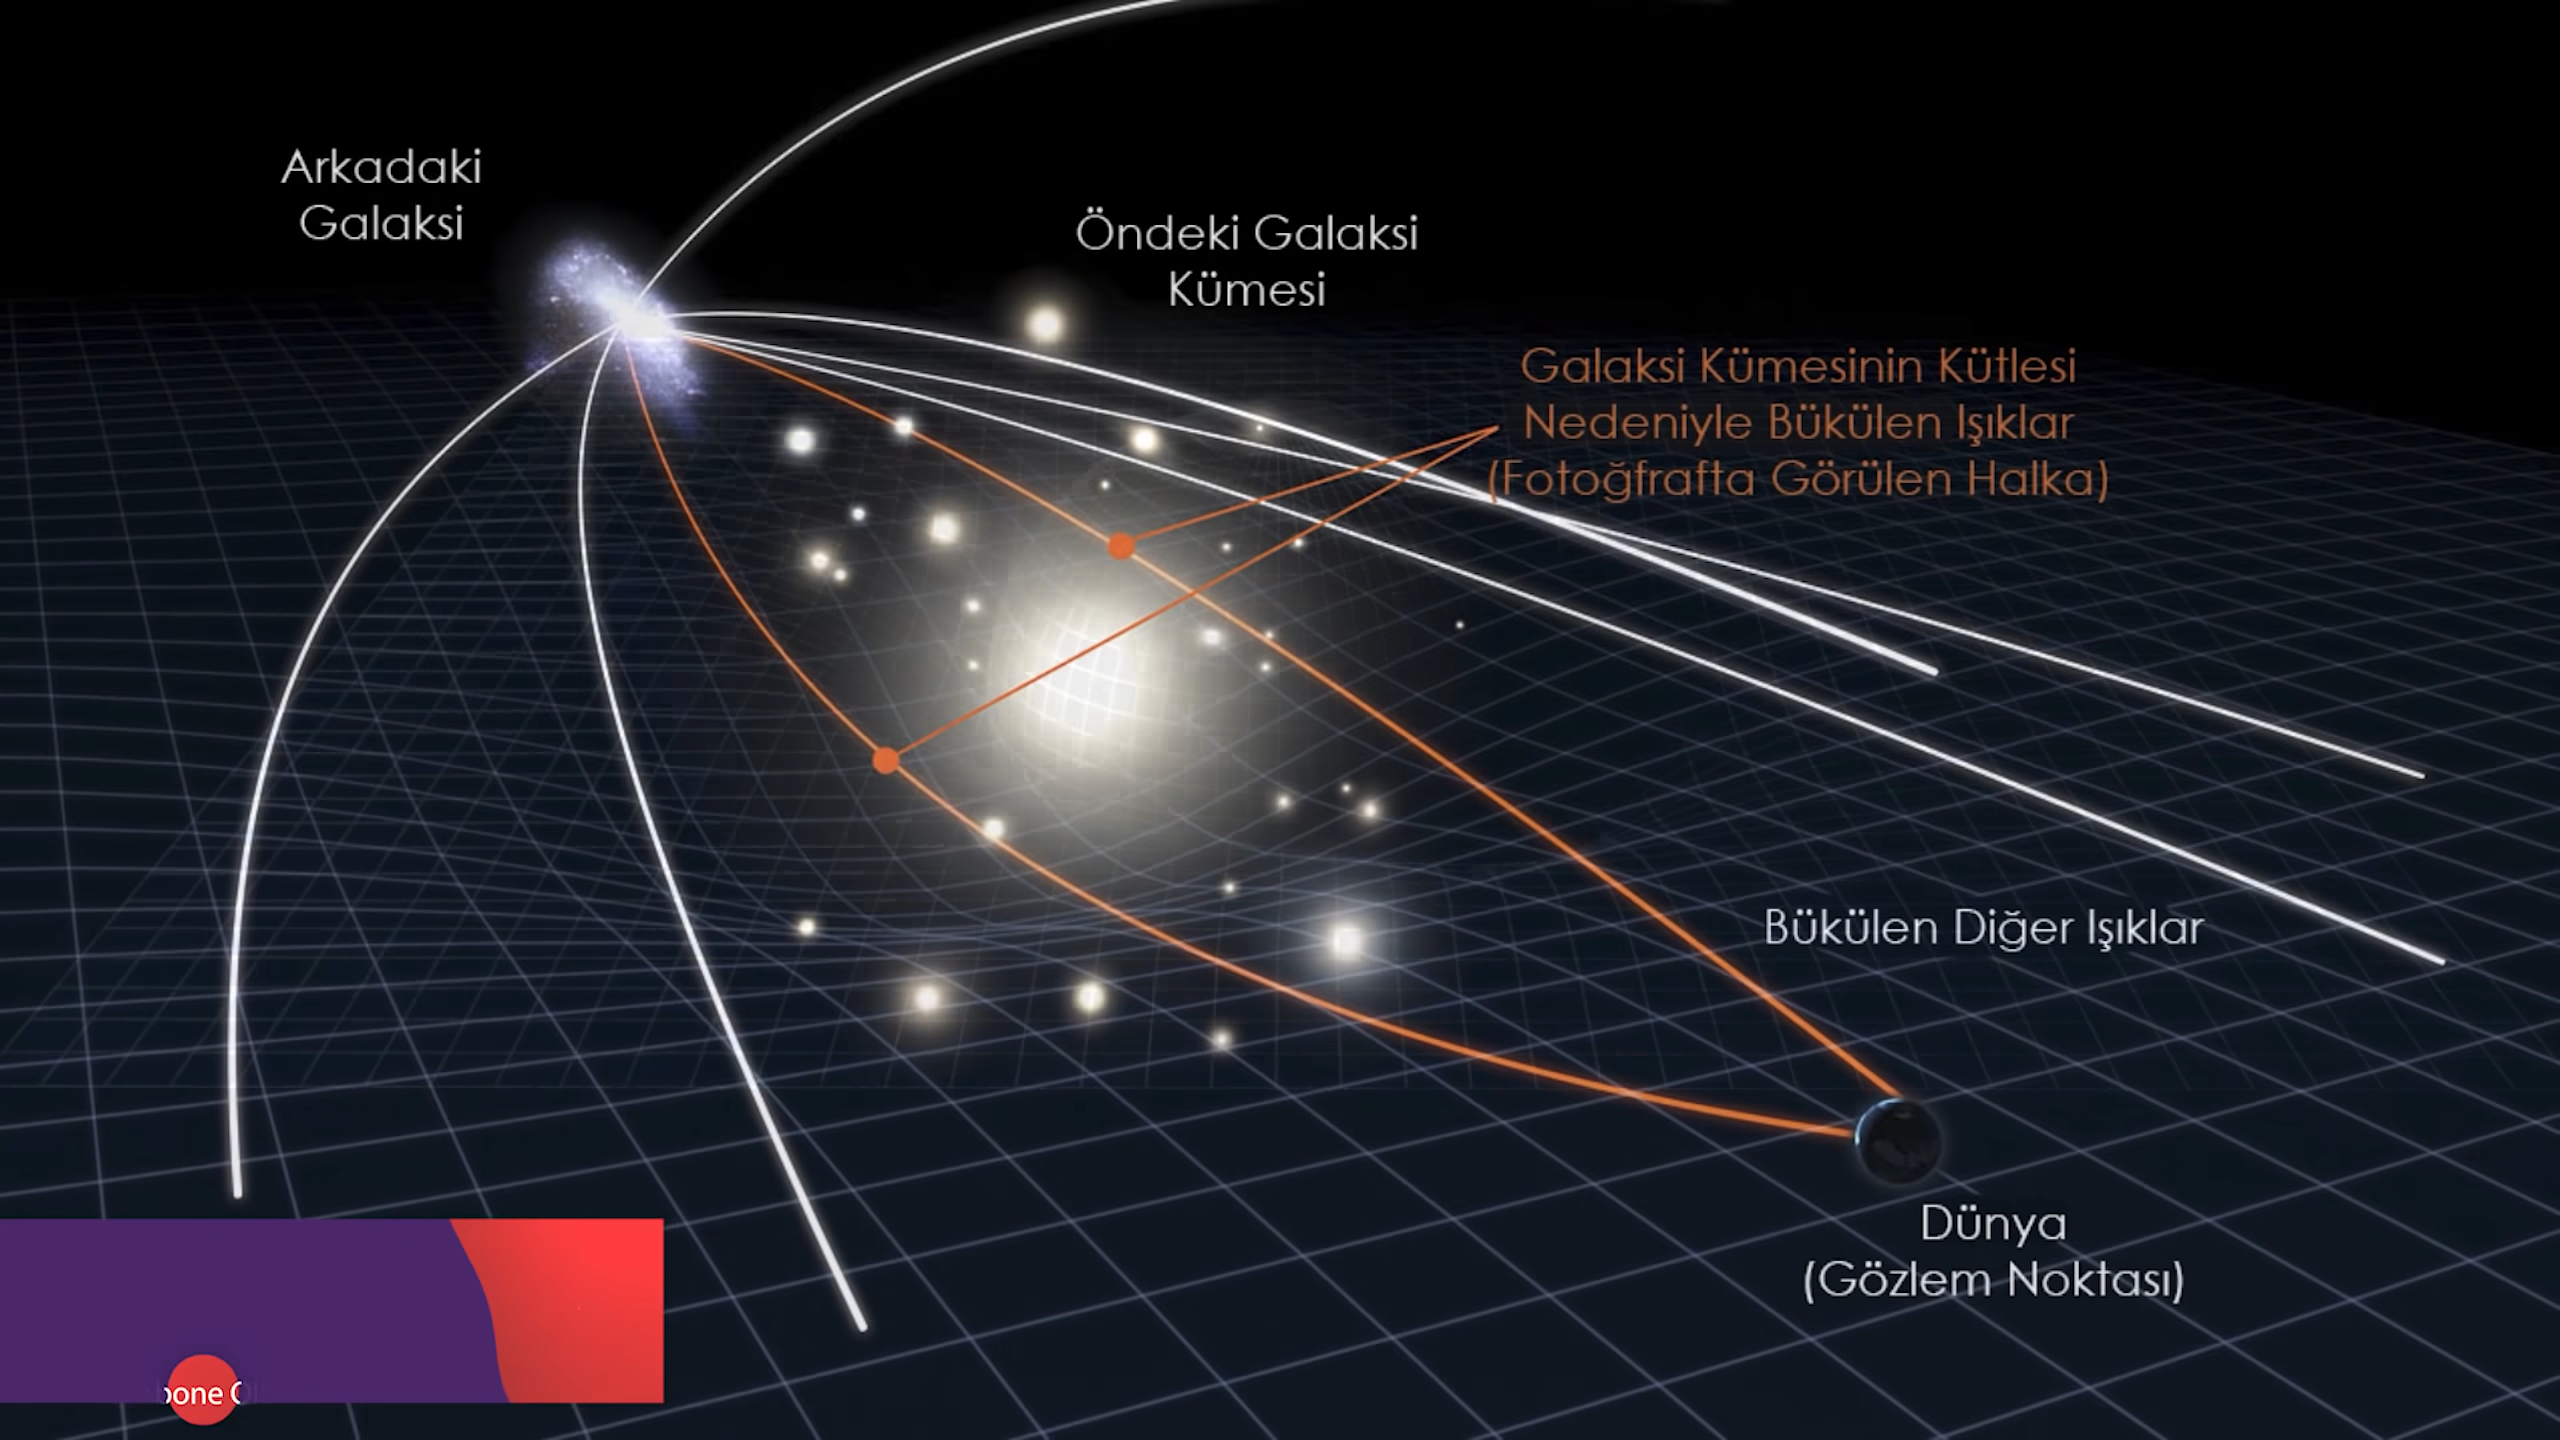 Arkadaki
Galaksi
Öndeki Galaksi
Kümesi
Galaksi Kümesinin Kütlesi
Nedeniyle Bükülen Işıklar
(Fotoğfrafta Görülen Halka)
Bükülen Diğer Işıklar
Dünya
(Gözlem Noktası)